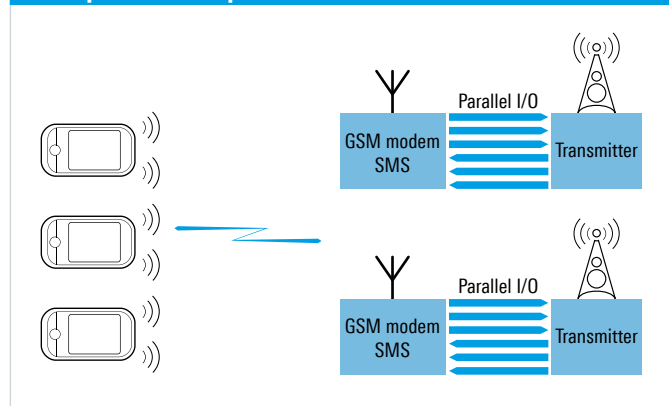 Parallel I/O
GSM modem
SMS
Transmitter
Parallel I/O
GSM modem
SMS
Transmitter